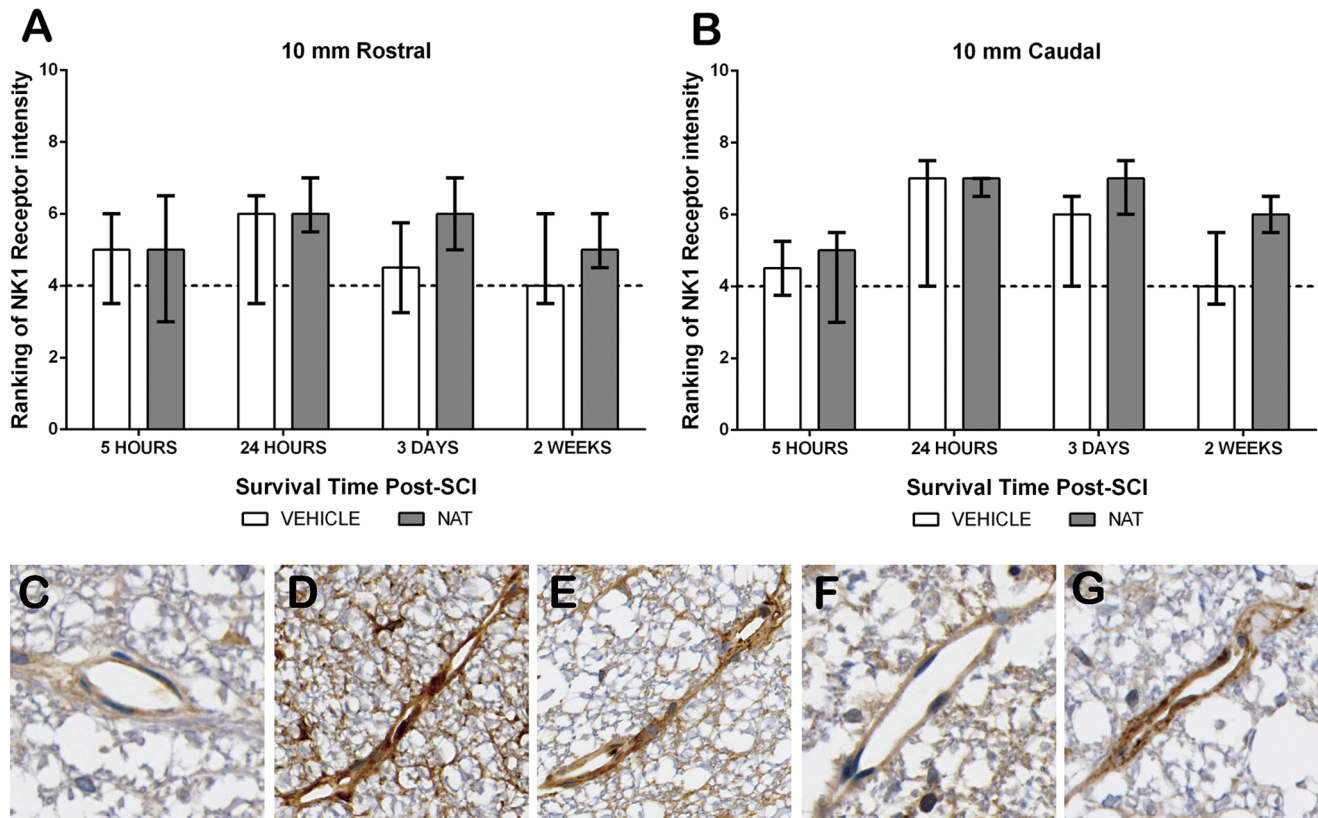 A
10 mm Rostral
Ranking of NK1 Receptor intensity
10
8
6
4
2
0
5 HOURS 24 HOURS 3 DAYS 2 WEEKS
Survival Time Post-SCI
VEHICLE NAT
B
10 mm Caudal
Ranking of NK1 Receptor intensity
10
8
6
4
2
0
5 HOURS 24 HOURS 3 DAYS 2 WEEKS
Survival Time Post-SCI
VEHICLE NAT
C D E F G